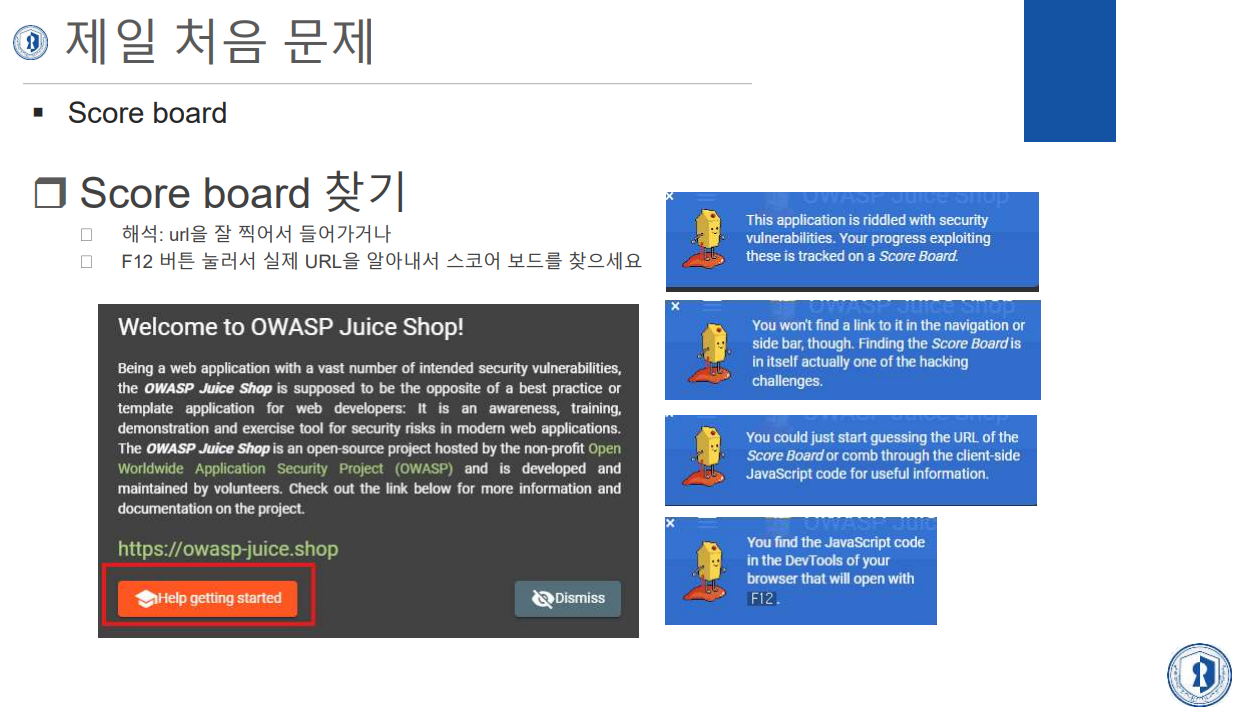 제일 처음 문제
Score board
Score board 찾기
해석: url을 잘 찍어서 들어가거나
F12 버튼 눌러서 실제 URL을 알아내서 스코어 보드를 찾으세요
Welcome to OWASP Juice Shop!
Being a web application with a vast number of intended security vulnerabilities,
the OWASP Juice Shop is supposed to be the opposite of a best practice or
template application for web developers: It is an awareness, training,
demonstration and exercise tool for security risks in modern web applications.
The OWASP Juice Shop is an open-source project hosted by the non-profit Open
Worldwide Application Security Project (OWASP) and is developed and
maintained by volunteers. Check out the link below for more information and
documentation on the project.
https://owasp-juice.shop
Help getting started
Dismiss
OWASP Juice Shop
This application is riddled with security
vulnerabilities. Your progress exploiting
these is tracked on a Score Board.
OWASP Juice Shop
You won't find a link to it in the navigation or
side bar, though. Finding the Score Board is
in itself actually one of the hacking
challenges.
You could just start guessing the URL of the
Score Board or comb through the client-side
JavaScript code for useful information.
OWASP Juic
You find the JavaScript code
in the DevTools of your
browser that will open with
F12.